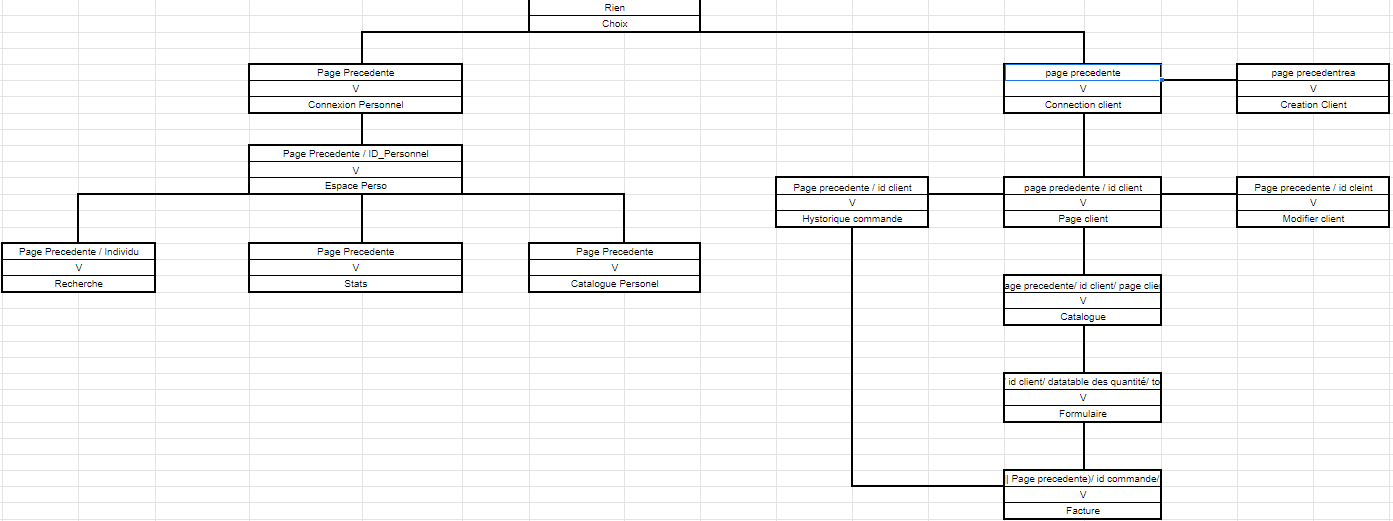 Rien
Choix
Page Precedente
V
Connexion Personnel
page precedente
V
Connection client
page precedentrea
V
Creation Client
Page Precedente / ID_Personnel
V
Espace Perso
Page precedente / id client
V
Hystorique commande
page prededente / id client
V
Page client
Page precedente / id cleint
V
Modifier client
Page Precedente / Individu
V
Recherche
Page Precedente
V
Stats
Page Precedente
V
Catalogue Personel
age precedente/ id client/ page clie
V
Catalogue
id client/ datatable des quantité/ to
V
Formulaire
| Page precedente)/ id commande/
V
Facture